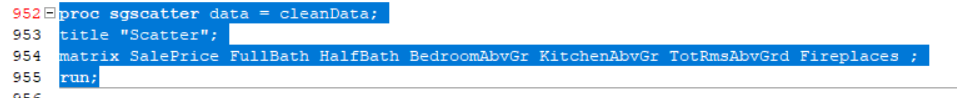 952 proc sgscatter data = cleanData;
953 title "Scatter";
954 matrix SalePrice FullBath HalfBath BedroomAbvGr KitchenAbvGr TotRmsAbvGrd Fireplaces ;
955 run;